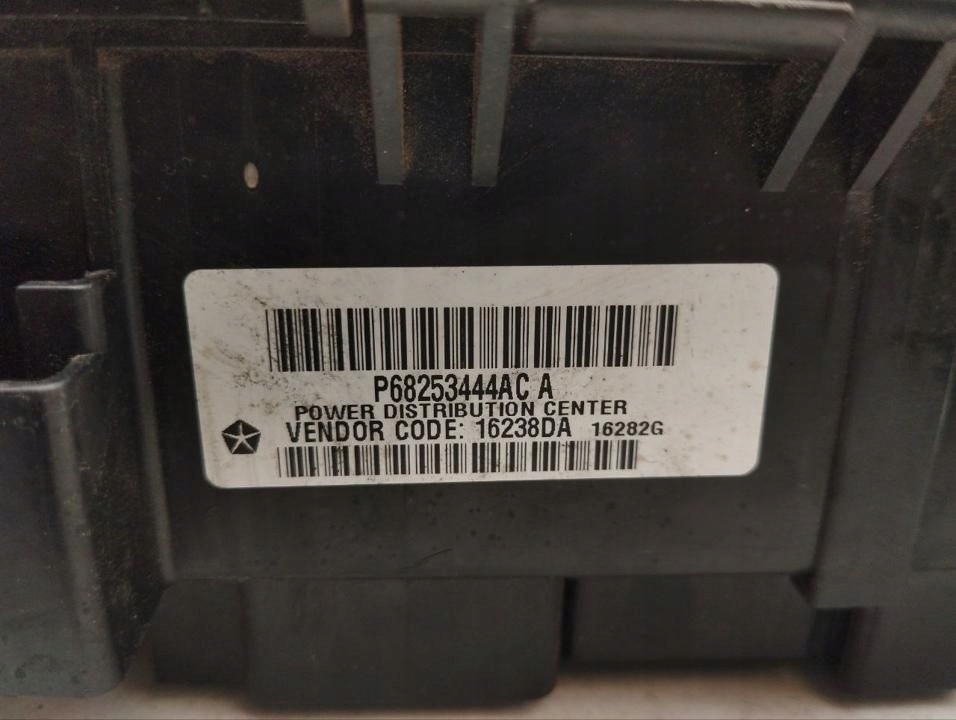 P68253444AC A
POWER DISTRIBUTION CENTER
VENDOR CODE: 16238DA 16282G